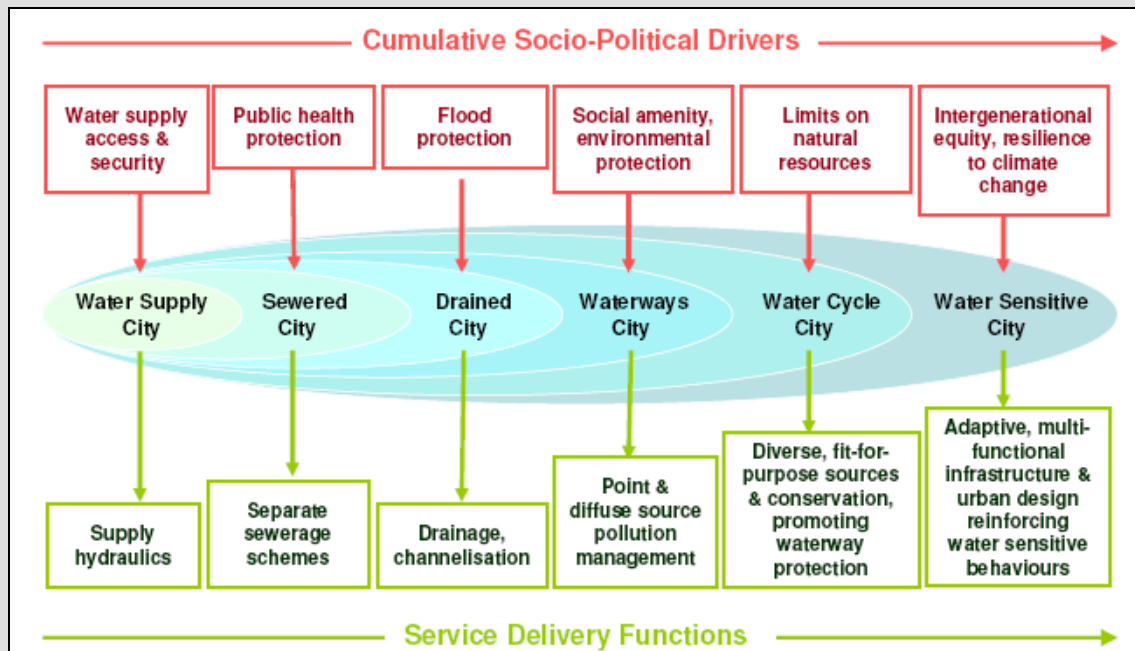 Cumulative Socio-Political Drivers
Water supply
access &
security
Public health
protection
Flood
protection
Social amenity,
environmental
protection
Limits on
natural
resources
Intergenerational
equity, resilience
to climate
change
Water Supply
City
Sewered
City
Drained
City
Waterways
City
Water Cycle
City
Water Sensitive
City
Supply
hydraulics
Separate
sewerage
schemes
Drainage,
channelisation
Point &
diffuse source
pollution
management
Diverse, fit-for-
purpose sources
& conservation,
promoting
waterway
protection
Adaptive, multi-
functional
infrastructure &
urban design
reinforcing
water sensitive
behaviours
Service Delivery Functions